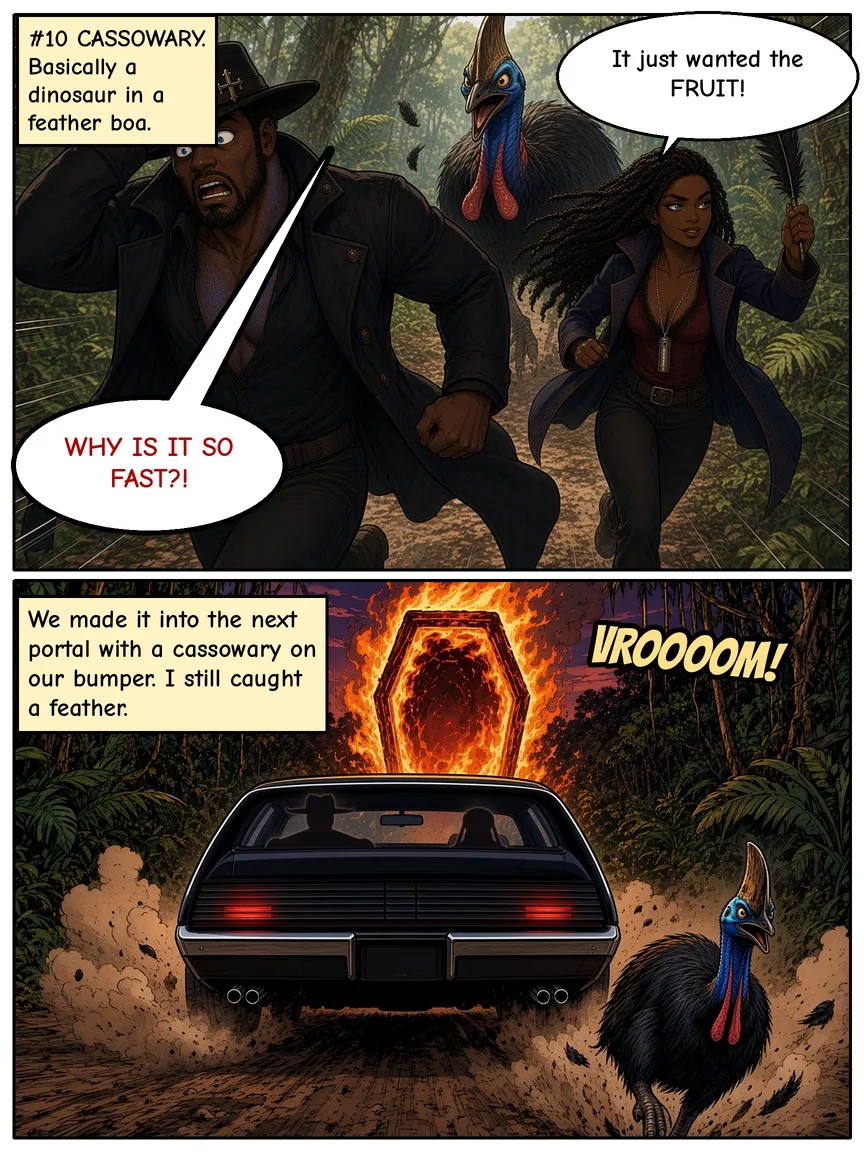 #10 CASSOWARY.
Basically a
dinosaur in a
feather boa.
It just wanted the
FRUIT!
WHY IS IT SO
FAST?!
We made it into the next
portal with a cassowary on
our bumper. I still caught
a feather.
VROOOOM!